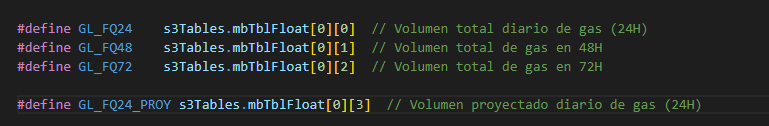 #define GL_FQ24    s3Tables.mbTblFloat[0][0]  // Volumen total diario de gas (24H)
#define GL_FQ48    s3Tables.mbTblFloat[0][1]  // Volumen total de gas en 48H
#define GL_FQ72    s3Tables.mbTblFloat[0][2]  // Volumen total de gas en 72H
#define GL_FQ24_PROY s3Tables.mbTblFloat[0][3]  // Volumen proyectado diario de gas (24H)